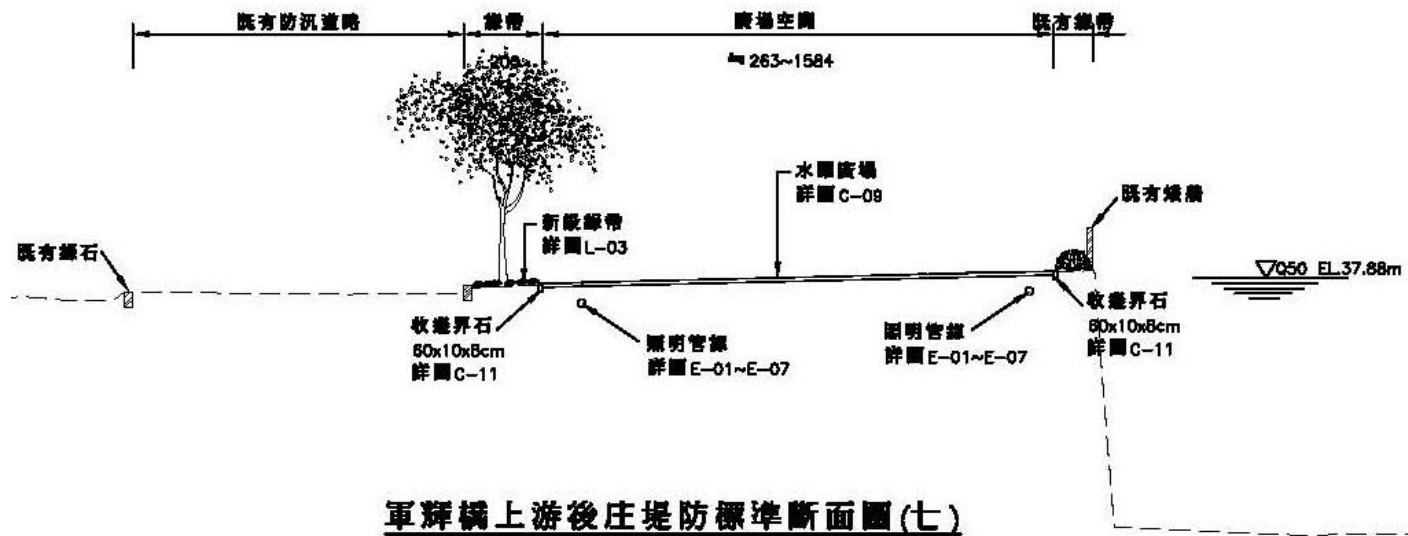 既有防汛道路
綠帶
廣場空間
既有綠帶
263~1584
水曜廣場
詳圖C-09
既有矮牆
新設綠帶
詳圖L-03
既有緣石
Q50 EL.37.88m
收邊界石
60x10x8cm
詳圖C-11
照明管線
詳圖E-01~E-07
照明管線
詳圖E-01~E-07
收邊界石
60x10x8cm
詳圖C-11
軍輝橋上游後庄堤防標準斷面圖(七)